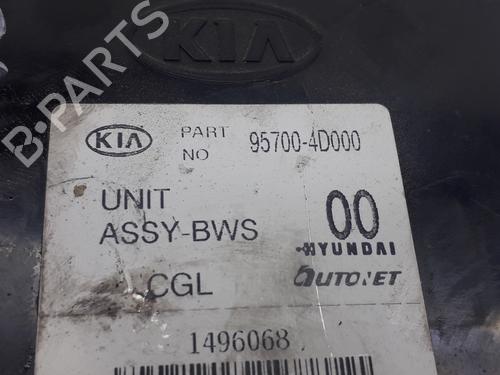 KIA
B-PARTS
KIA PART NO 95700-4D000
UNIT
ASSY-BWS
00
HYUNDAI
AUTONET
CGL
1496068